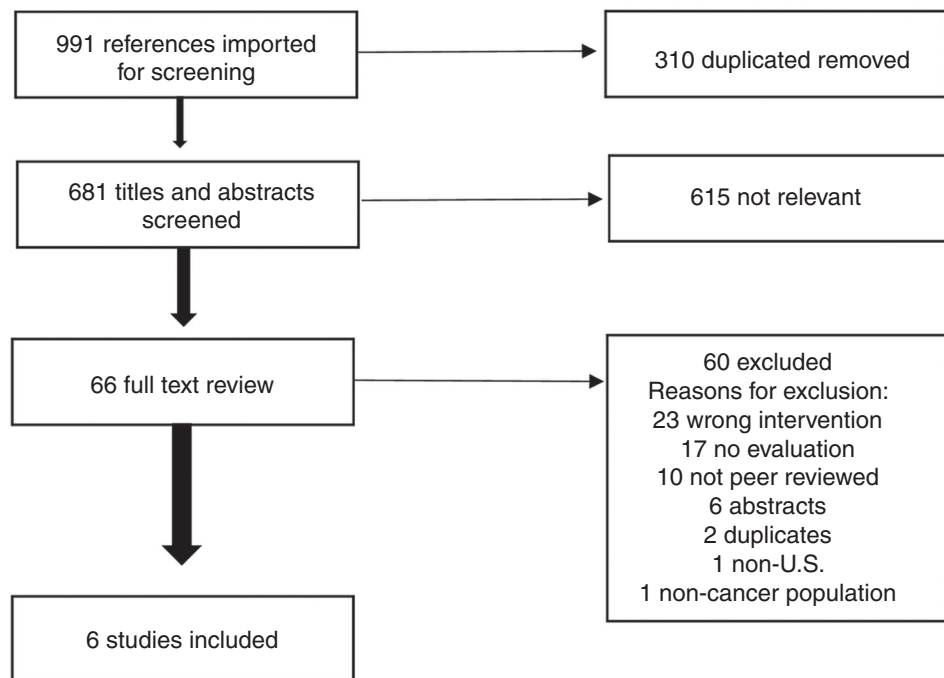 991 references imported
for screening
310 duplicated removed
681 titles and abstracts
screened
615 not relevant
66 full text review
60 excluded
Reasons for exclusion:
23 wrong intervention
17 no evaluation
10 not peer reviewed
6 abstracts
2 duplicates
1 non-U.S.
1 non-cancer population
6 studies included